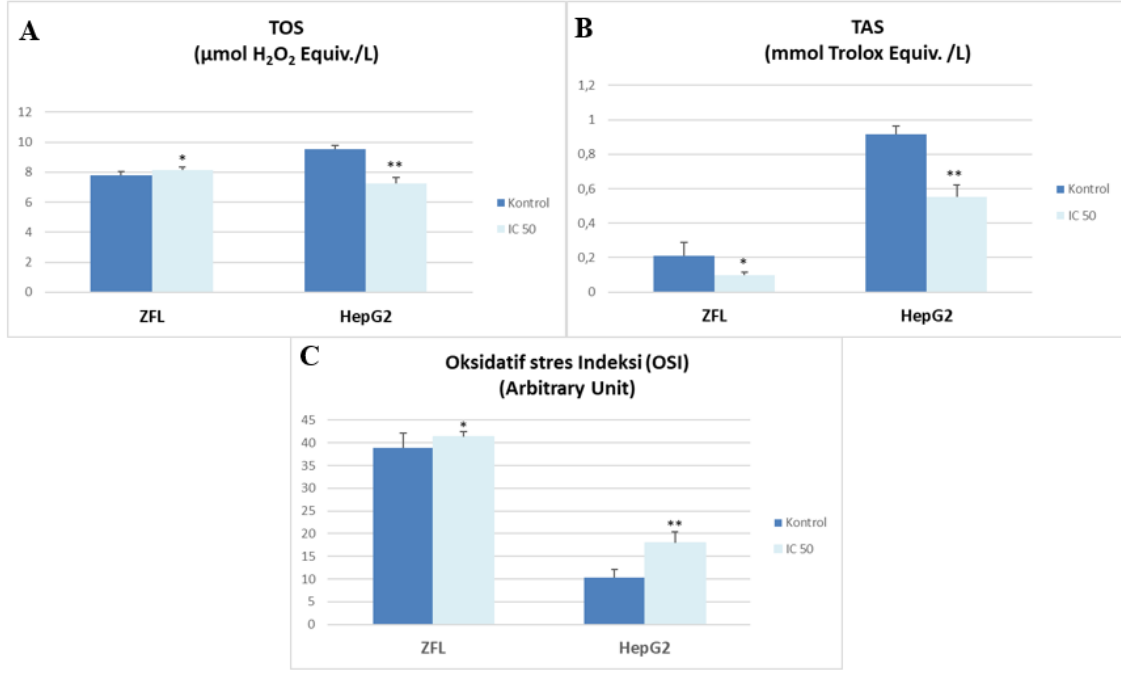 A
TOS
(µmol H₂O₂ Equiv./L)
12
10
8
6
4
2
0
*
**
ZFL
HepG2
Kontrol
IC 50
B
TAS
(mmol Trolox Equiv. /L)
1,2
1
0,8
0,6
0,4
0,2
0
*
**
ZFL
HepG2
Kontrol
IC 50
C
Oksidatif stres Indeksi (OSI)
(Arbitrary Unit)
45
40
35
30
25
20
15
10
5
0
*
**
ZFL
HepG2
Kontrol
IC 50